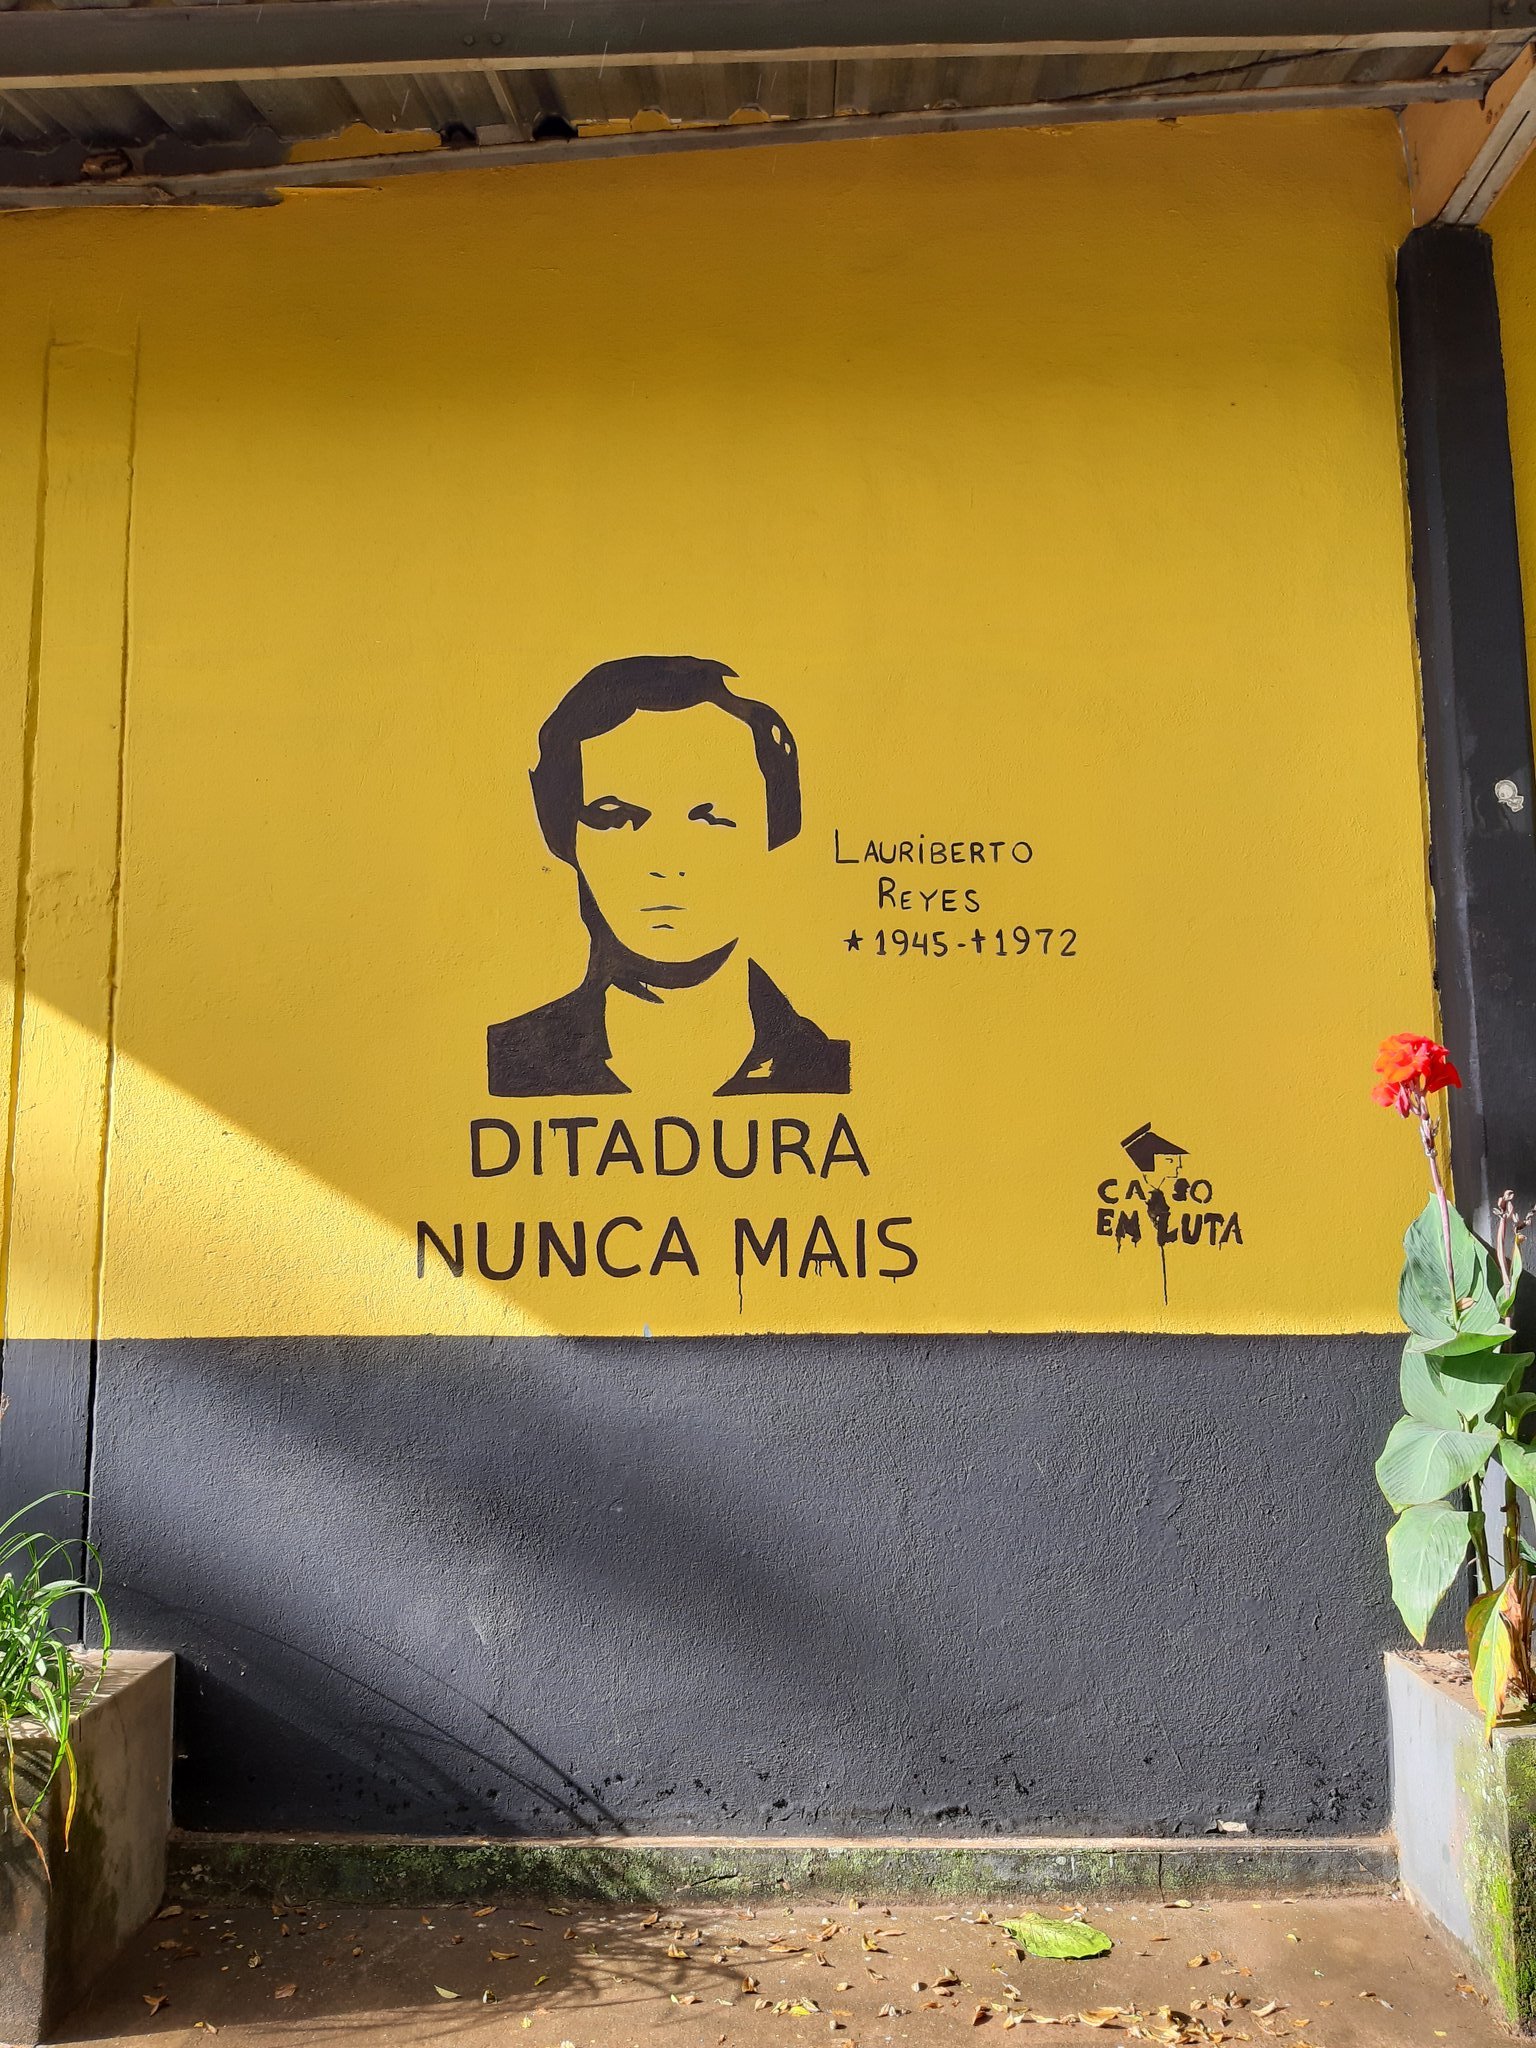 LAURiBERTO
REYES
★1945-✝1972
DITADURA
NUNCA MAIS
CASO
EM LUTA